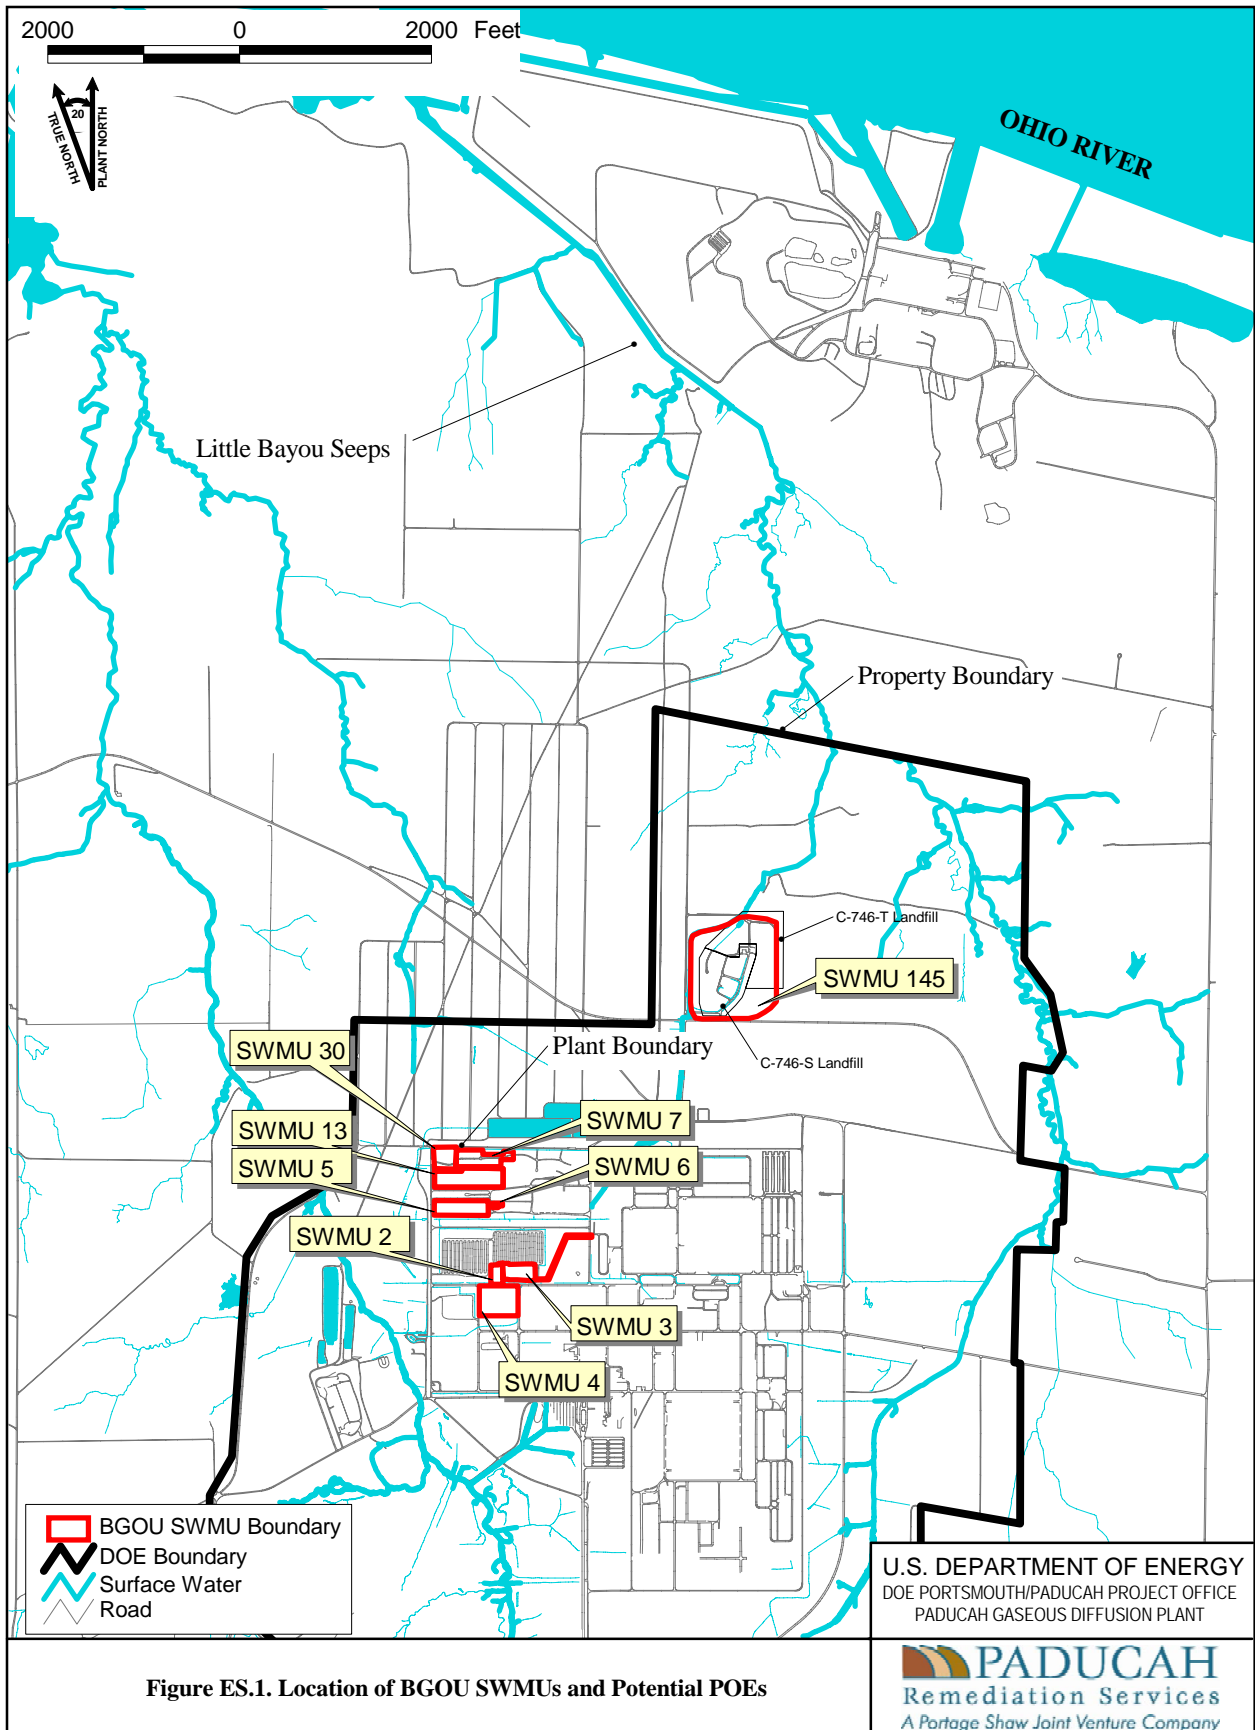 2000 0 2000 Feet
20
TRUE NORTH
PLANT NORTH
OHIO RIVER
Little Bayou Seeps
Property Boundary
C-746-T Landfill
SWMU 145
C-746-S Landfill
Plant Boundary
SWMU 30
SWMU 7
SWMU 13
SWMU 6
SWMU 5
SWMU 2
SWMU 3
SWMU 4
BGOU SWMU Boundary
DOE Boundary
Surface Water
Road
U.S. DEPARTMENT OF ENERGY
DOE PORTSMOUTH/PADUCAH PROJECT OFFICE
PADUCAH GASEOUS DIFFUSION PLANT
Figure ES.1. Location of BGOU SWMUs and Potential POEs
PADUCAH
Remediation Services
A Portage Shaw Joint Venture Company